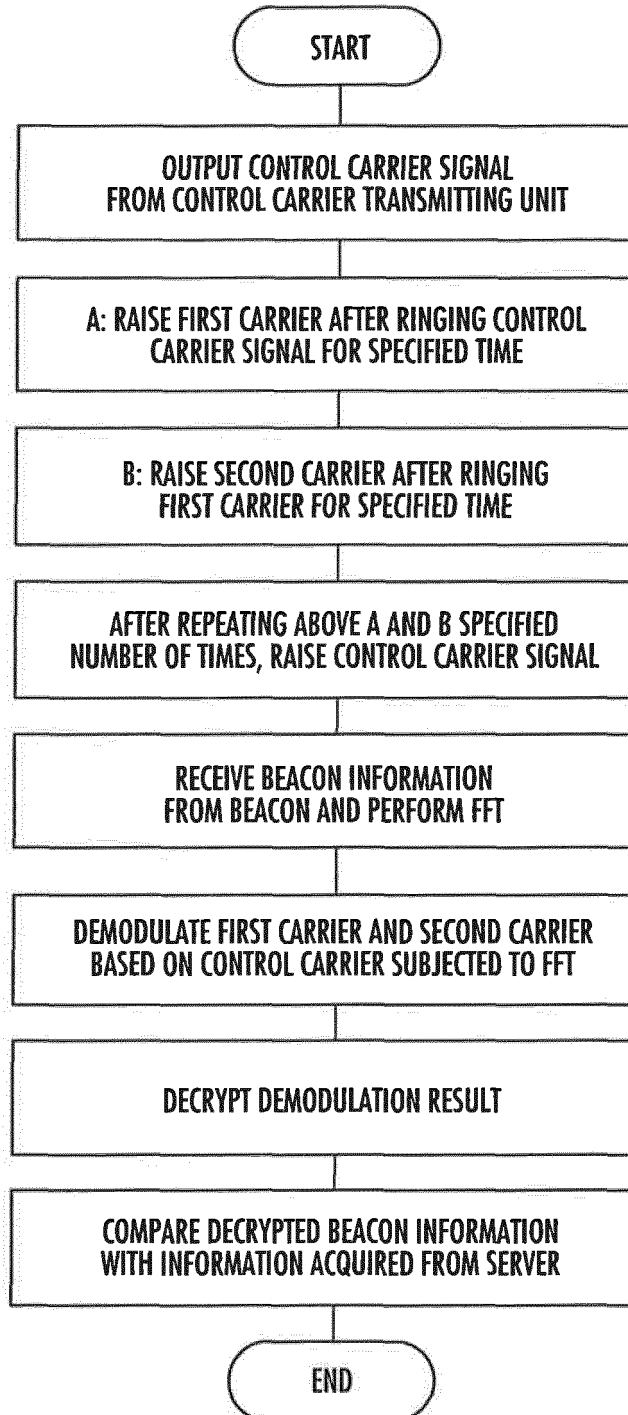 START
OUTPUT CONTROL CARRIER SIGNAL
FROM CONTROL CARRIER TRANSMITTING UNIT
A: RAISE FIRST CARRIER AFTER RINGING CONTROL
CARRIER SIGNAL FOR SPECIFIED TIME
B: RAISE SECOND CARRIER AFTER RINGING
FIRST CARRIER FOR SPECIFIED TIME
AFTER REPEATING ABOVE A AND B SPECIFIED
NUMBER OF TIMES, RAISE CONTROL CARRIER SIGNAL
RECEIVE BEACON INFORMATION
FROM BEACON AND PERFORM FFT
DEMODULATE FIRST CARRIER AND SECOND CARRIER
BASED ON CONTROL CARRIER SUBJECTED TO FFT
DECRYPT DEMODULATION RESULT
COMPARE DECRYPTED BEACON INFORMATION
WITH INFORMATION ACQUIRED FROM SERVER
END